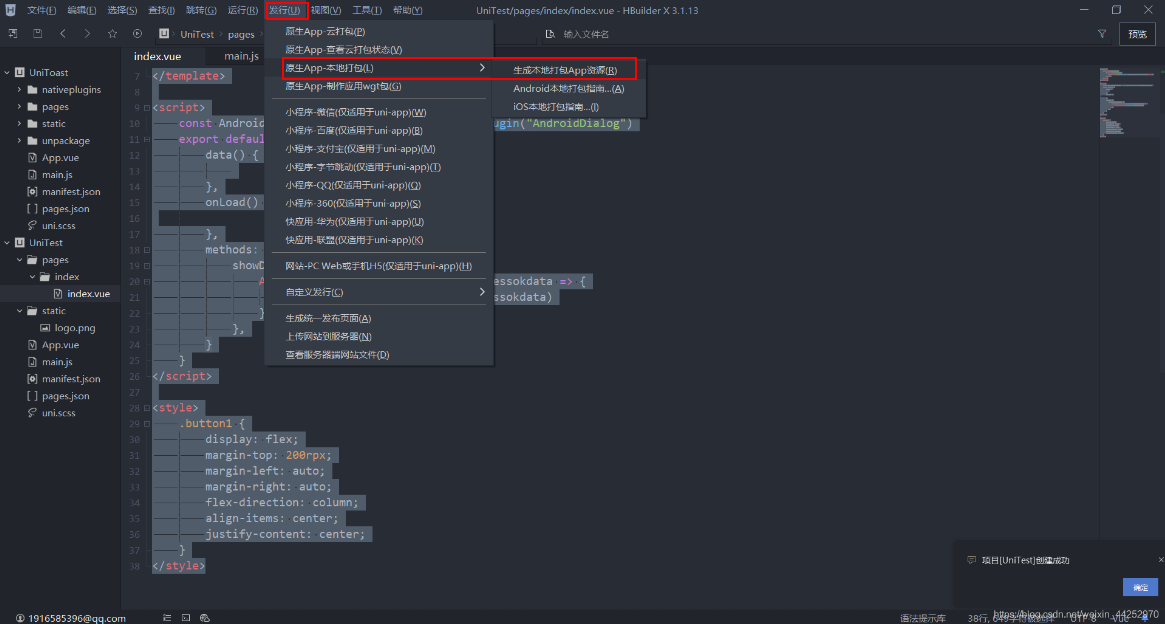 文件(F) 编辑(E) 选择(S) 查找(I) 跳转(G) 运行(R) 发行(U) 视图(V) 工具(T) 帮助(Y)
UniTest/pages/index/index.vue - HBuilder X 3.1.13
UniTest pages
输入文件名
预览
index.vue main.js
UniToast
nativeplugins
pages
static
unpackage
App.vue
main.js
manifest.json
pages.json
uni.scss
UniTest
pages
index
index.vue
static
logo.png
App.vue
main.js
manifest.json
pages.json
uni.scss
原生App-云打包(P)
原生App-查看云打包状态(V)
原生App-本地打包(L)
原生App-制作应用wgt包(G)
小程序-微信(仅适用于uni-app)(W)
小程序-百度(仅适用于uni-app)(B)
小程序-支付宝(仅适用于uni-app)(M)
小程序-字节跳动(仅适用于uni-app)(T)
小程序-QQ(仅适用于uni-app)(Q)
小程序-360(仅适用于uni-app)(S)
快应用-华为(仅适用于uni-app)(U)
快应用-联盟(仅适用于uni-app)(K)
网站-PC Web或手机H5(仅适用于uni-app)(H)
自定义发行(C)
生成统一发布页面(A)
上传网站到服务器(N)
查看服务器端网站文件(D)
生成本地打包App资源(R)
Android本地打包指南...(A)
iOS本地打包指南...(I)
7 </template>
8
9 <script>
10 const Android ugin("AndroidDialog")
11 export defaul
12 data() {
13
14 },
15 onLoad()
16
17 },
18 methods:
19 showD
20 A essokdata => {
21 ssokdata)
22 }
23 },
24 }
25 }
26 </script>
27
28 <style>
29 .button1 {
30 display: flex;
31 margin-top: 200rpx;
32 margin-left: auto;
33 margin-right: auto;
34 flex-direction: column;
35 align-items: center;
36 justify-content: center;
37 }
38 </style>
项目[UniTest]创建成功
确定
1916585396@qq.com
语法提示库 38行, 649字符被选择 UTF-8 Vue
https://blog.csdn.net/weixin_44252970